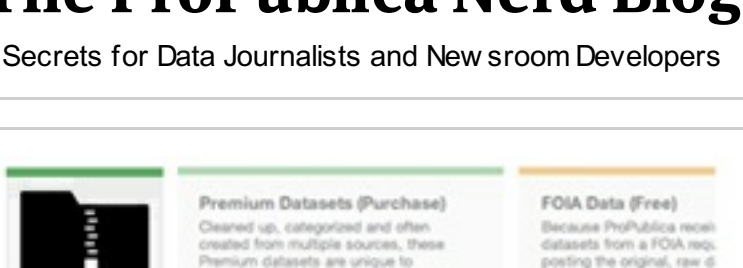 The ProPublica Nerd Blog
Secrets for Data Journalists and Newsroom Developers
Premium Datasets (Purchase)
Cleaned up, categorized and often
created from multiple sources, these
Premium datasets are unique to
FOIA Data (Free)
Because ProPublica recei
datasets from a FOIA requ
posting the original, raw d